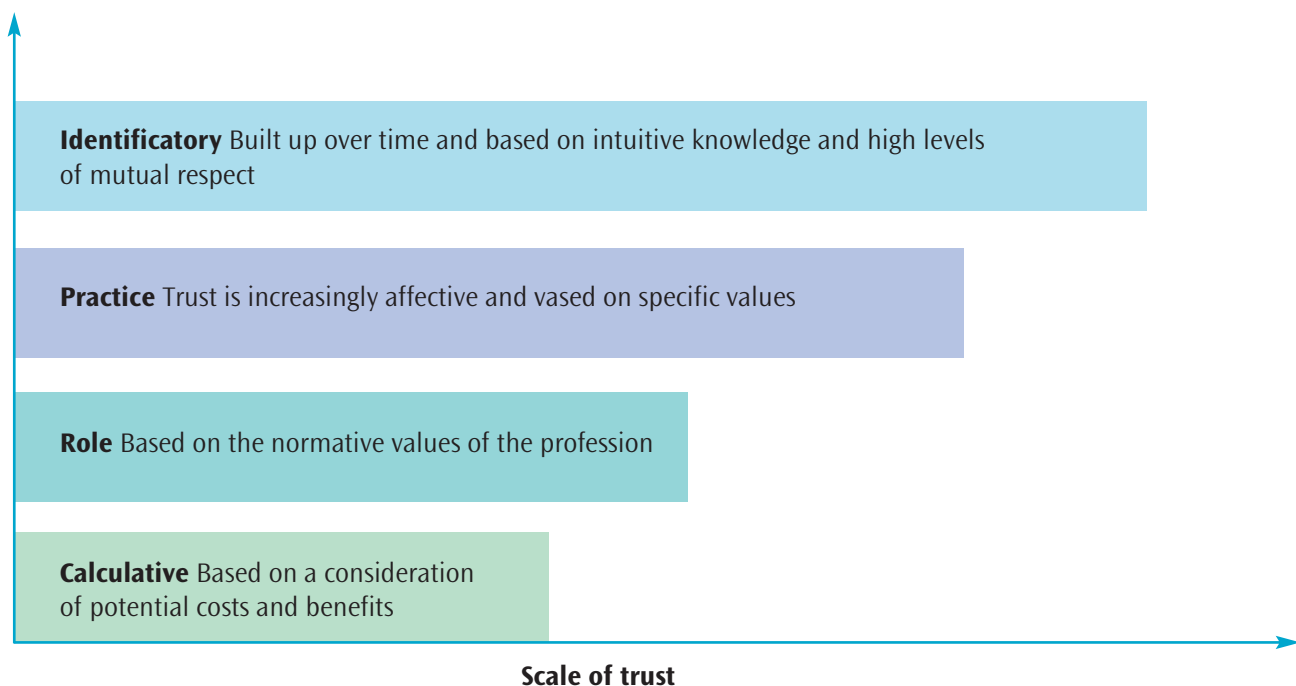 Identificatory Built up over time and based on intuitive knowledge and high levels
of mutual respect
Practice Trust is increasingly affective and vased on specific values
Role Based on the normative values of the profession
Calculative Based on a consideration
of potential costs and benefits
Scale of trust